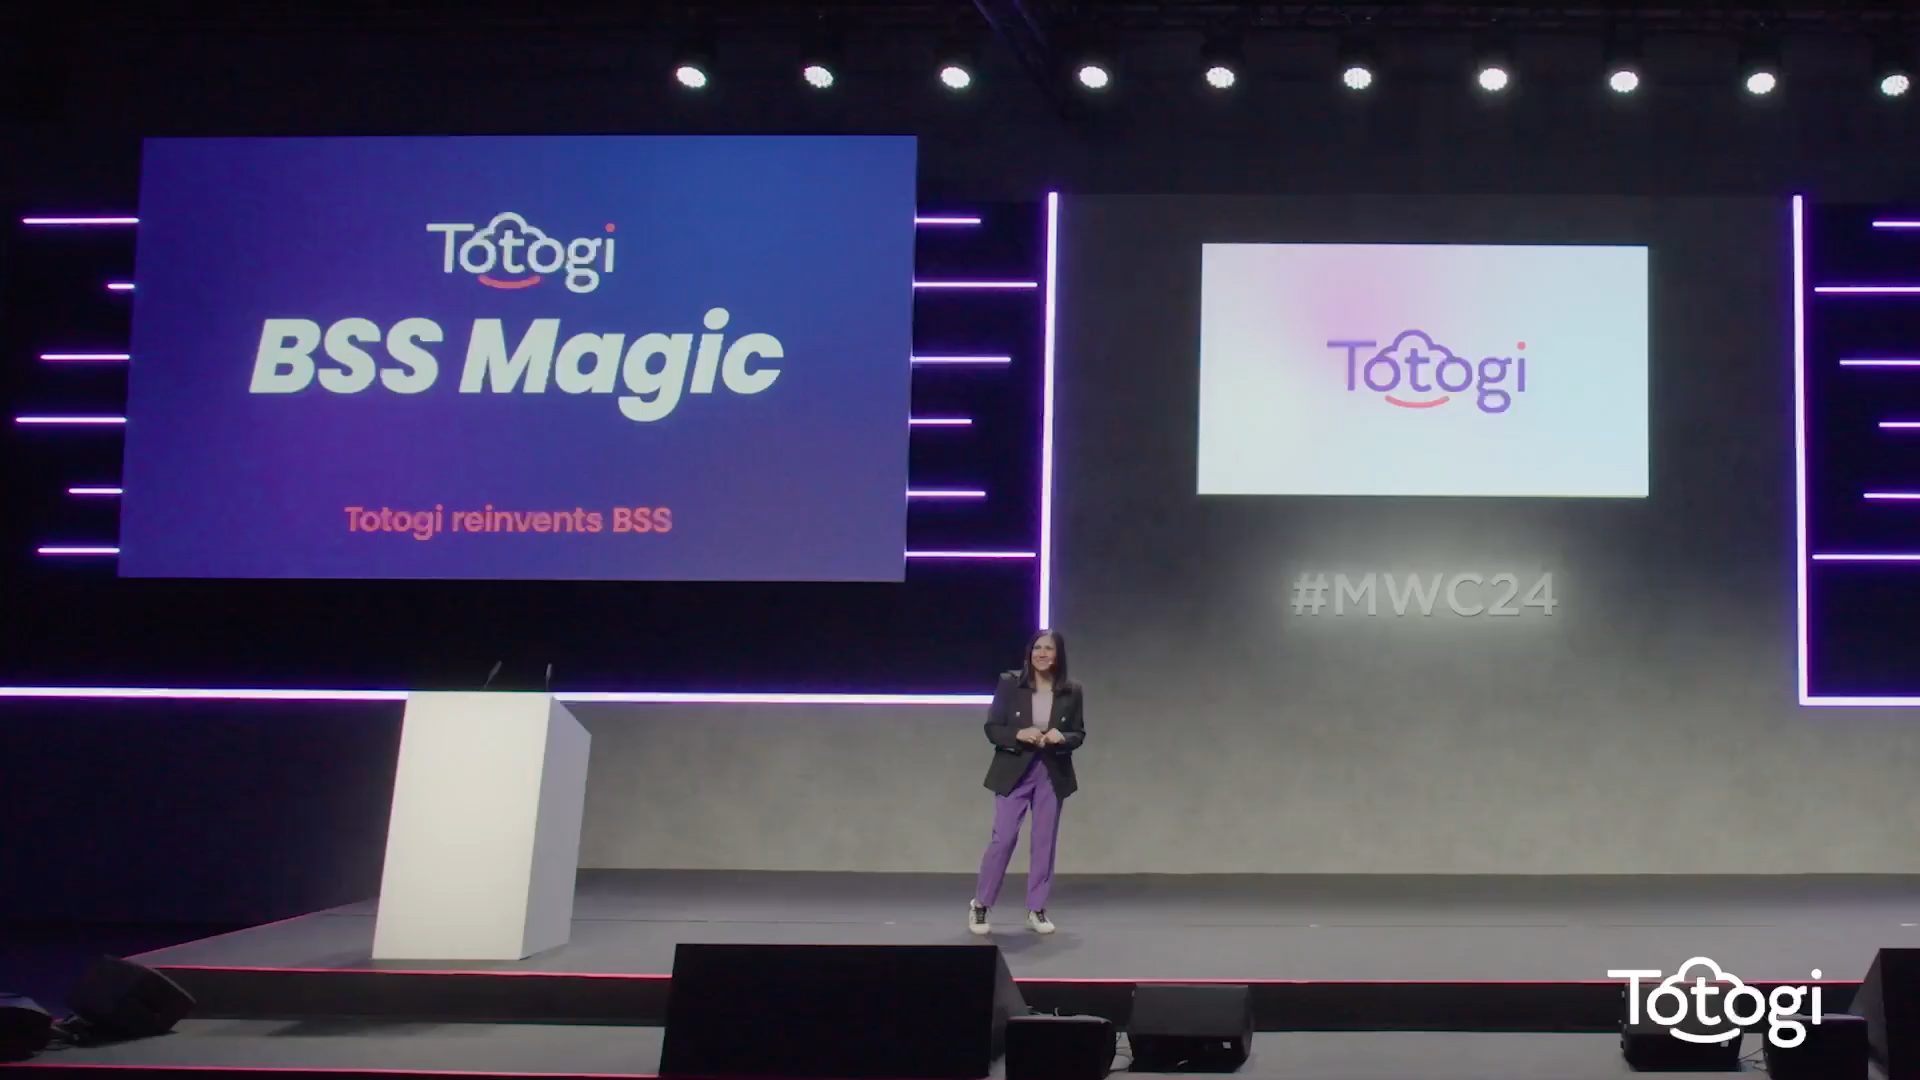 Totogi
BSS Magic
Totogi reinvents BSS
Totogi
#MWC24
Totogi